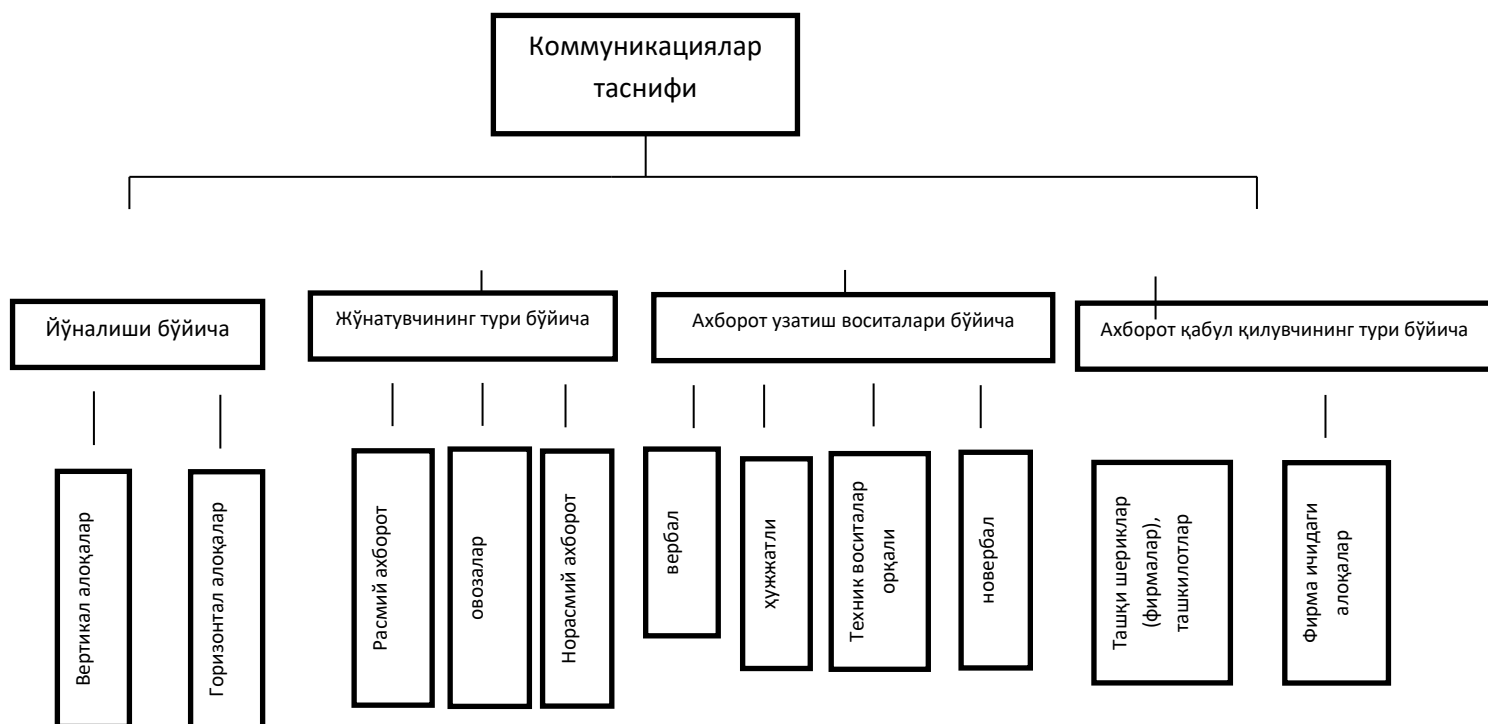 Коммуникациялар
таснифи
Йўналиши бўйича
Жўнатувчининг тури бўйича
Ахборот узатиш воситалари бўйича
Ахборот қабул қилувчининг тури бўйича
Вертикал алоқалар
Горизонтал алоқалар
Расмий ахборот
овозалар
Норасмий ахборот
вербал
ҳужжатли
Техник воситалар
орқали
новербал
Ташқи шериклар
(фирмалар),
ташкилотлар
Фирма ичидаги
алоқалар